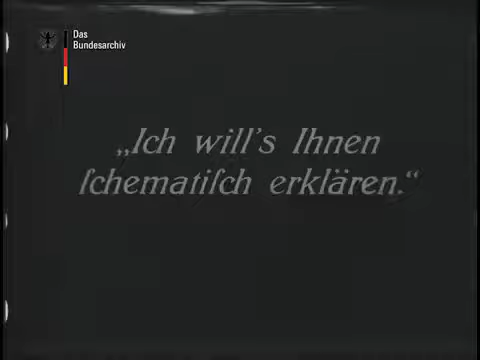 Das
Bundesarchiv
„Ich will's Ihnen
ſchematiſch erklären.“